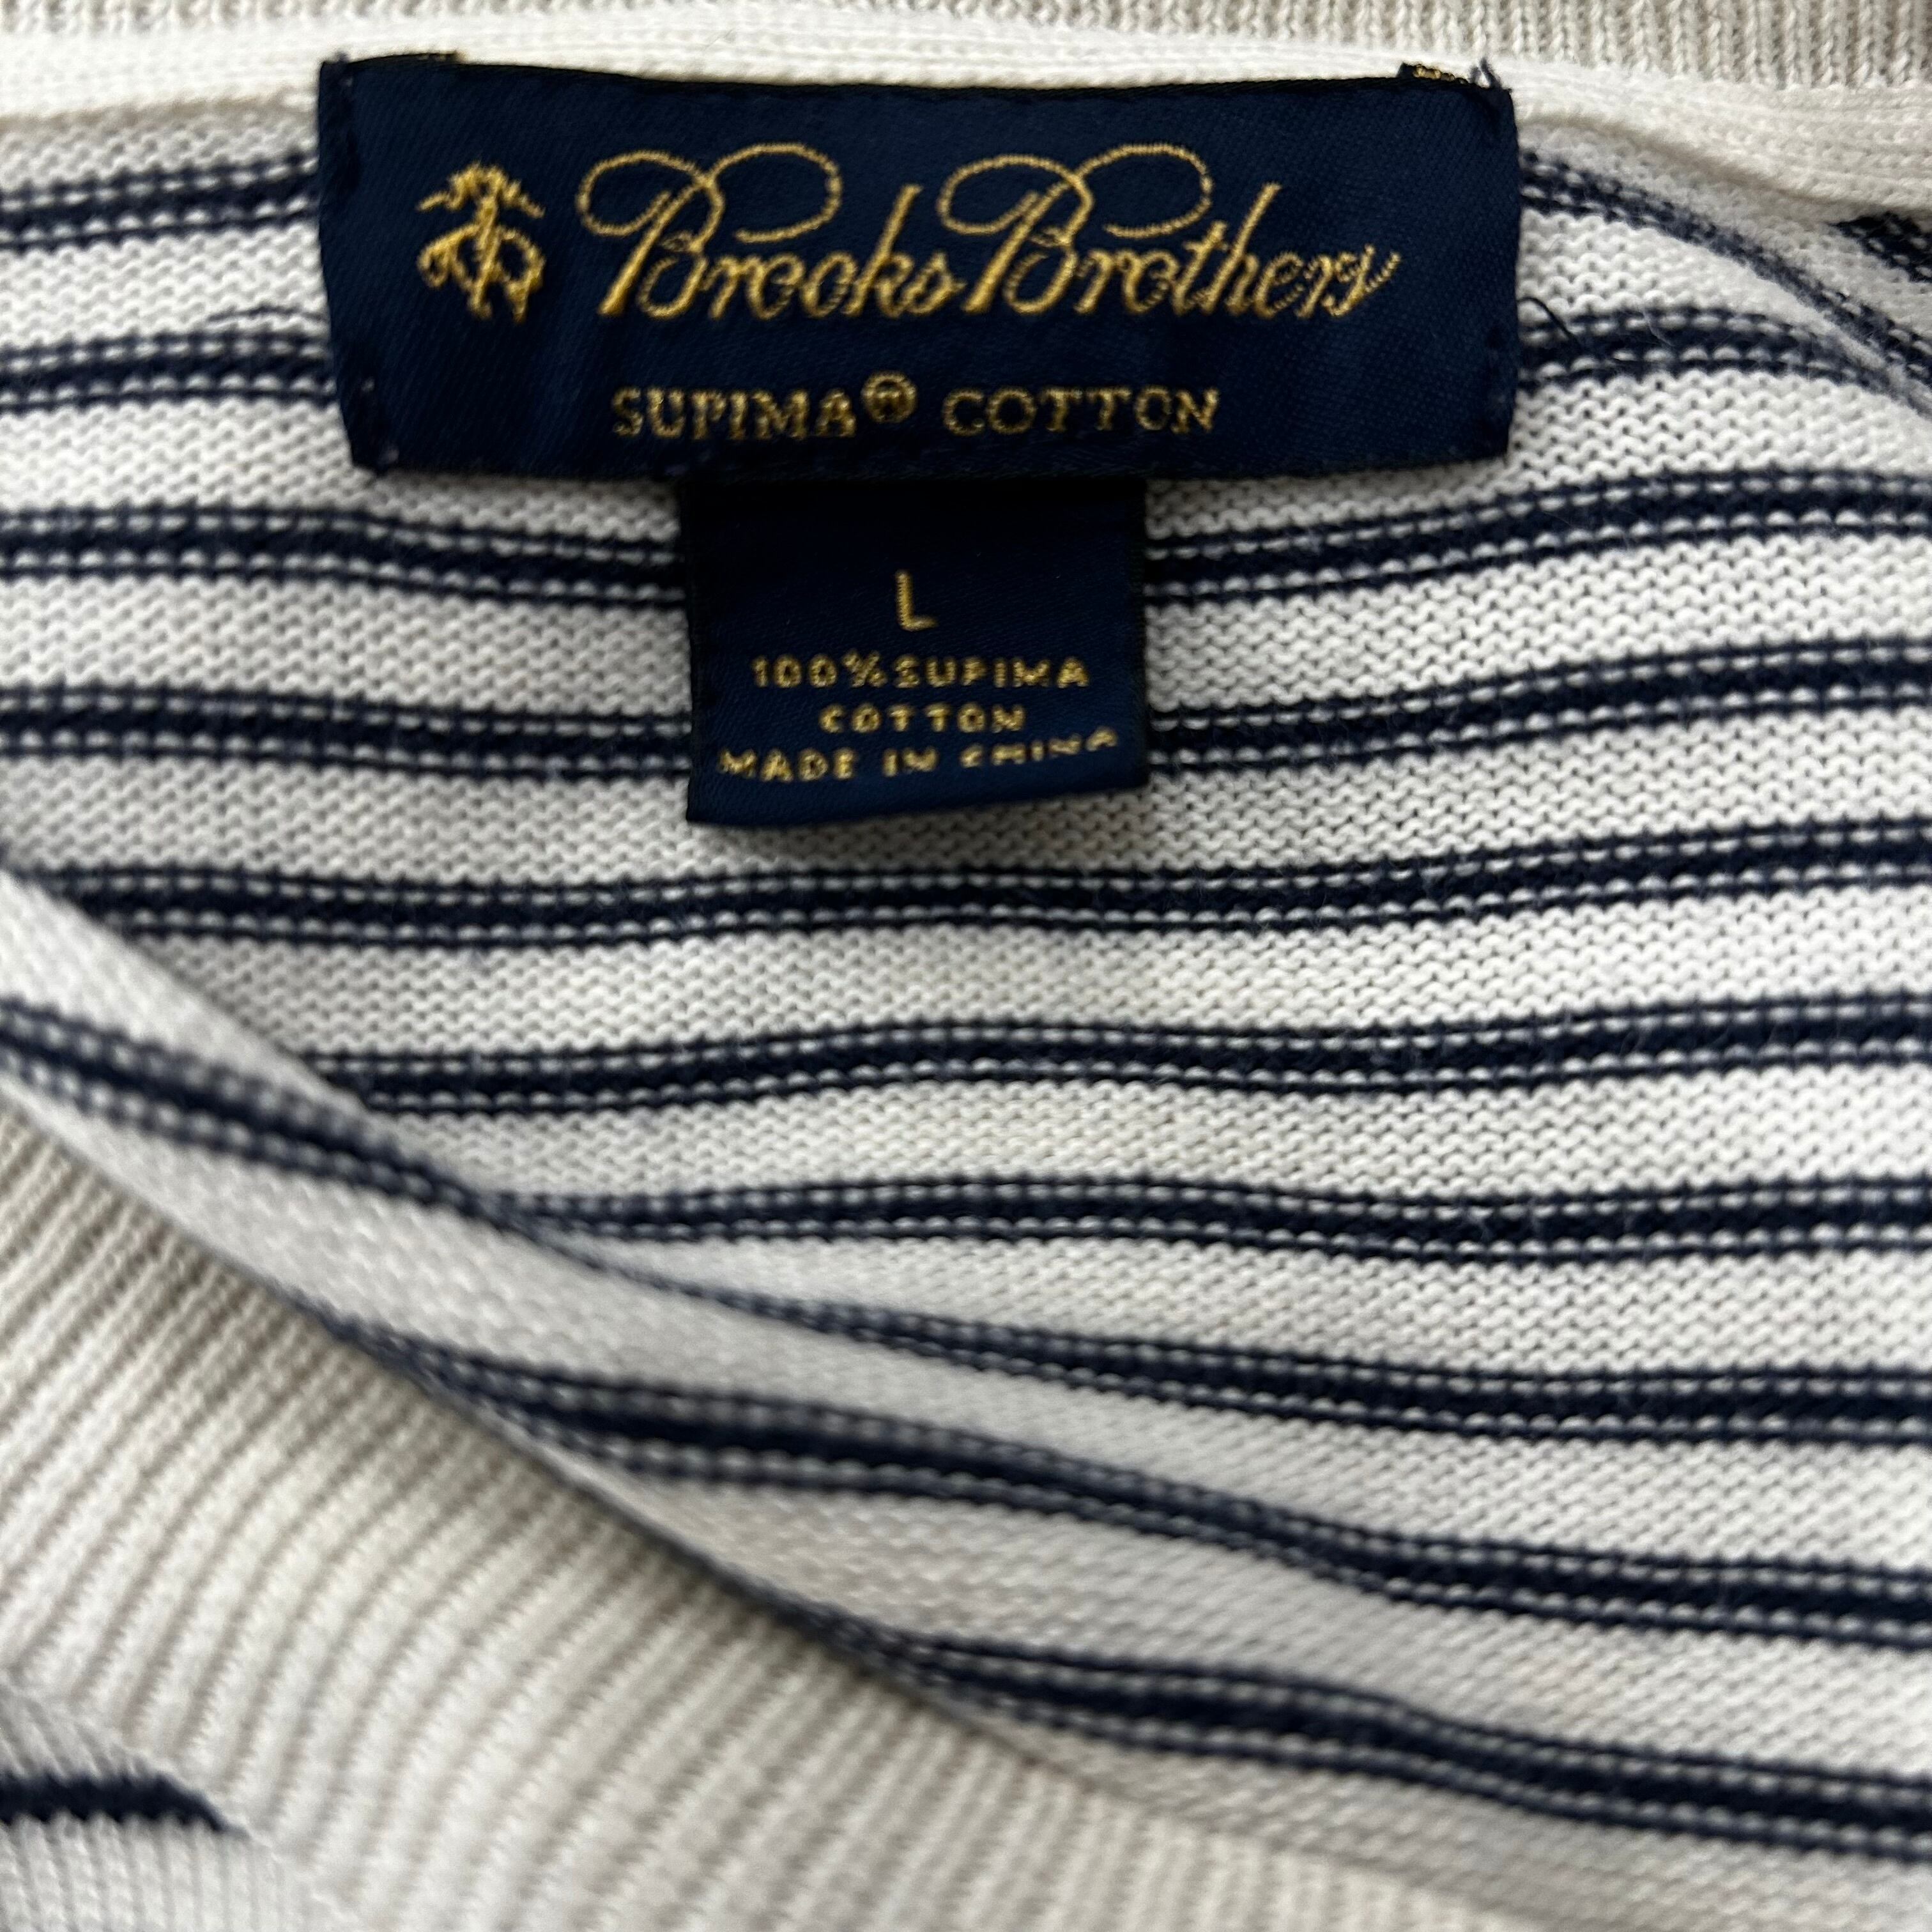 Brooks Brothers
SUPIMA® COTTON
L
100% SUPIMA
COTTON
MADE IN CHINA